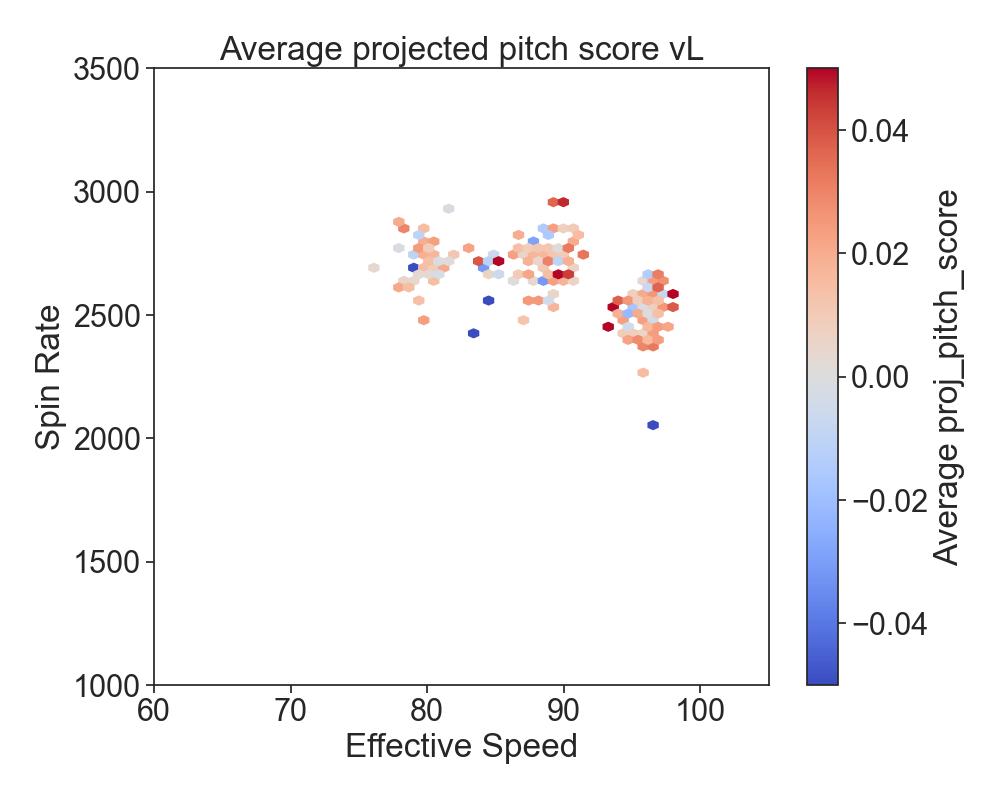 Average projected pitch score vL
3500
3000
2500
2000
1500
1000
Spin Rate
60 70 80 90 100
Effective Speed
0.04
0.02
0.00
−0.02
−0.04
Average proj_pitch_score